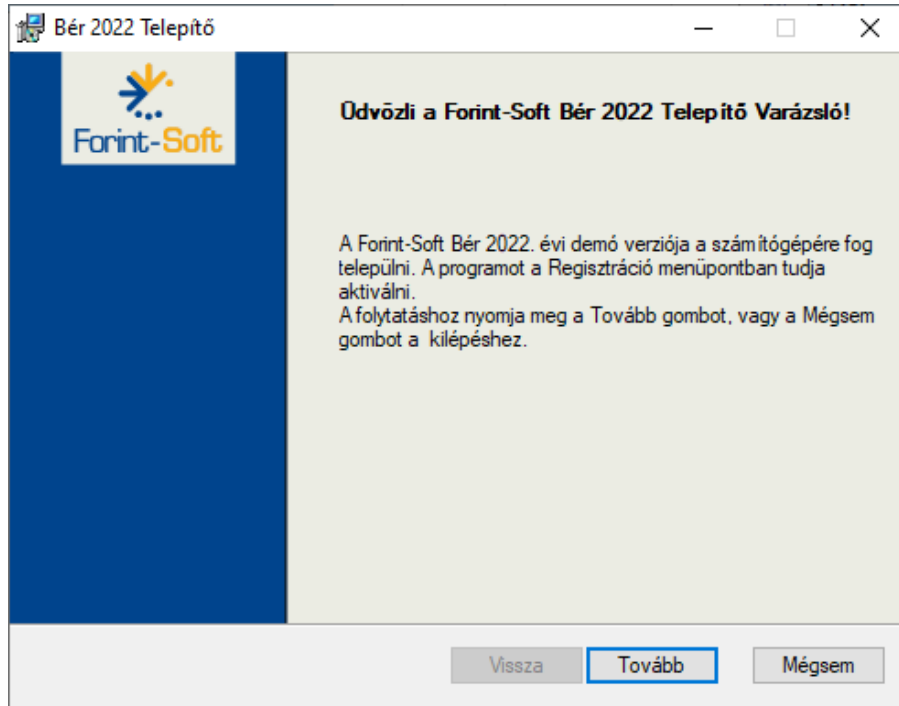 Bér 2022 Telepítő
Forint-Soft
Üdvözli a Forint-Soft Bér 2022 Telepítő Varázsló!
A Forint-Soft Bér 2022. évi demó verziója a számítógépére fog
települni. A programot a Regisztráció menüpontban tudja
aktiválni.
A folytatáshoz nyomja meg a Tovább gombot, vagy a Mégsem
gombot a kilépéshez.
Vissza
Tovább
Mégsem